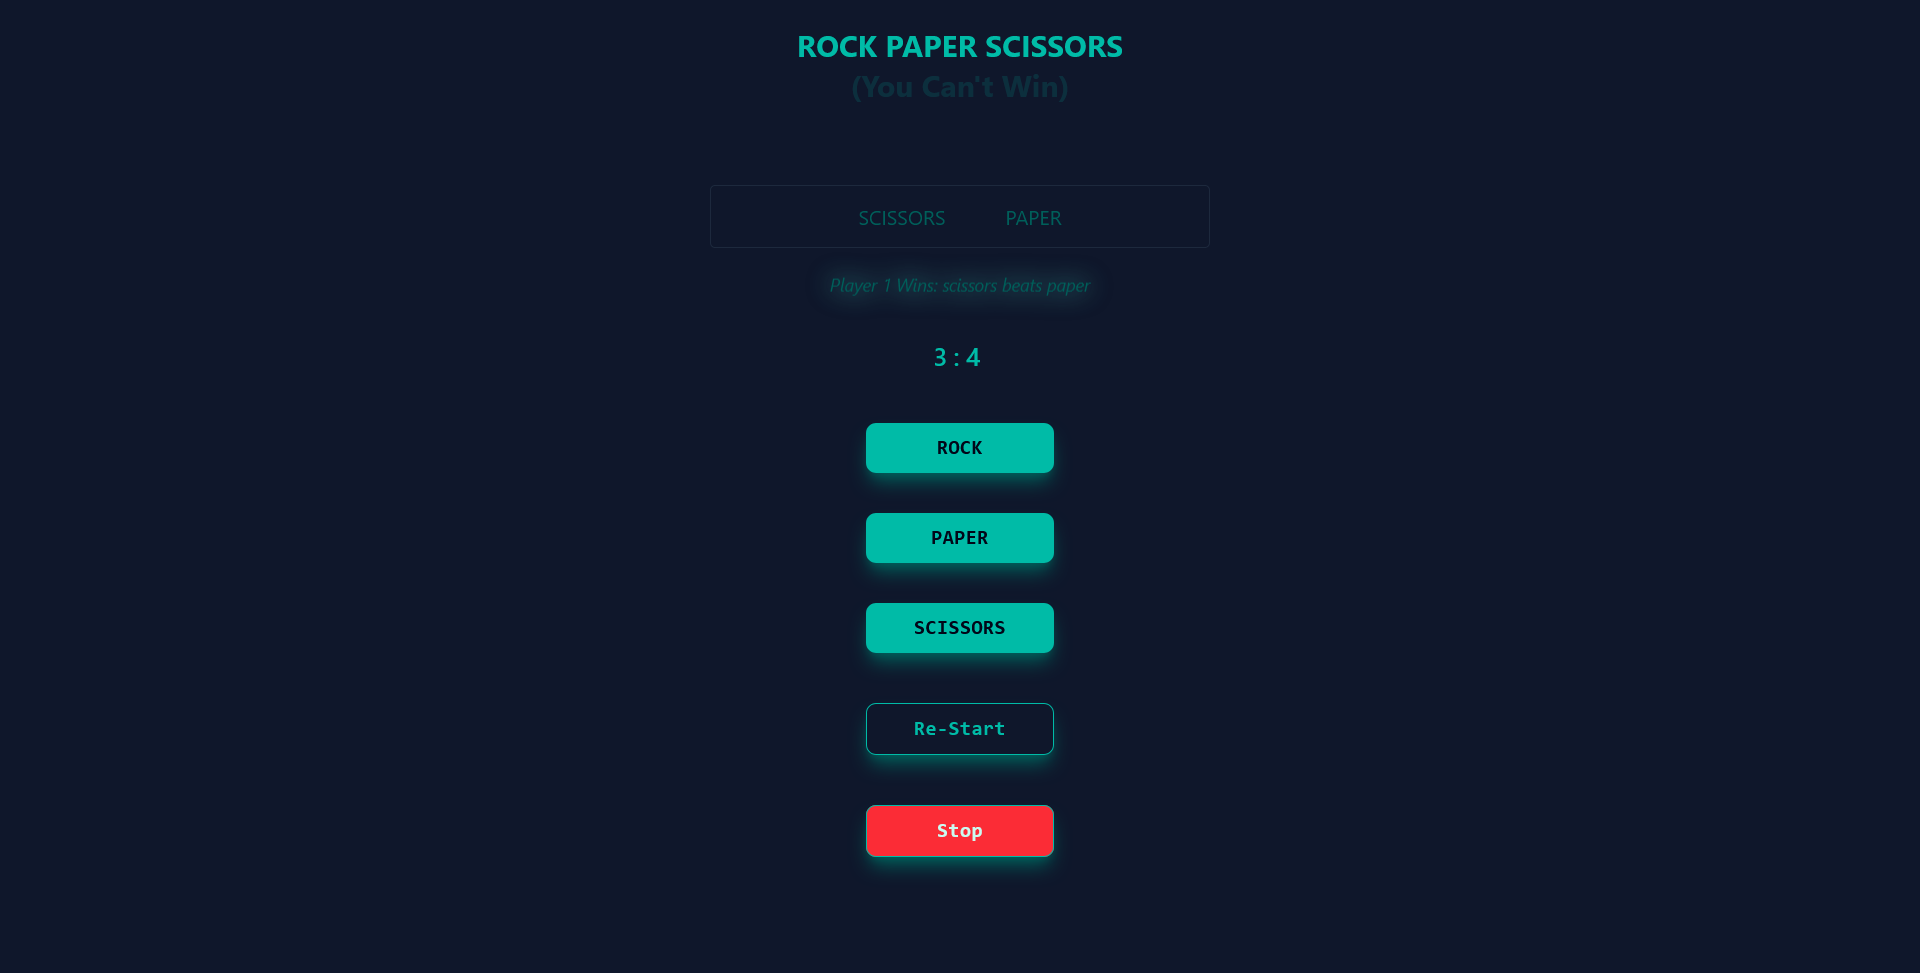 ROCK PAPER SCISSORS
(You Can't Win)
SCISSORS PAPER
Player 1 Wins: scissors beats paper
3 : 4
ROCK
PAPER
SCISSORS
Re-Start
Stop